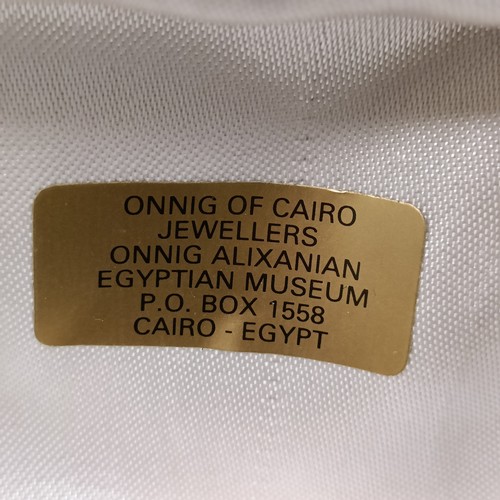 ONNIG OF CAIRO
JEWELLERS
ONNIG ALIXANIAN
EGYPTIAN MUSEUM
P.O. BOX 1558
CAIRO - EGYPT